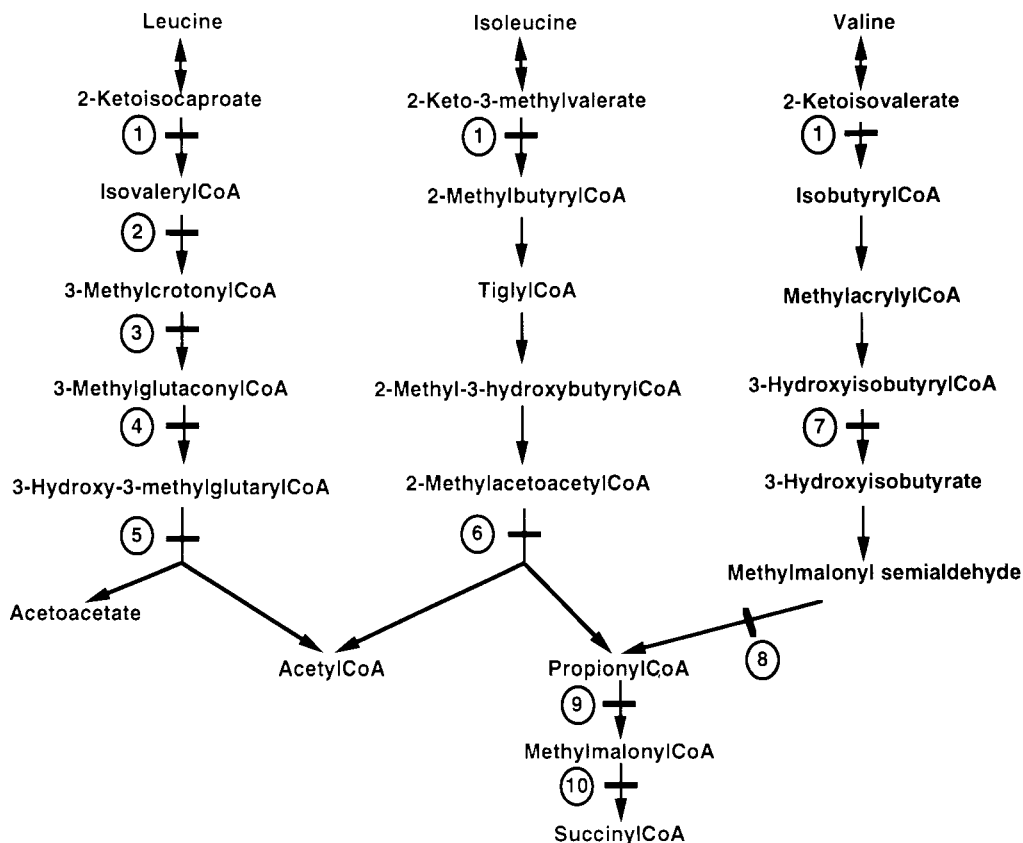 Leucine
Isoleucine
Valine
2-Ketoisocaproate
2-Keto-3-methylvalerate
2-Ketoisovalerate
1
1
1
IsovalerylCoA
2-MethylbutyrylCoA
IsobutyrylCoA
2
3-MethylcrotonylCoA
TiglylCoA
MethylacrylylCoA
3
3-MethylglutaconylCoA
2-Methyl-3-hydroxybutyrylCoA
3-HydroxyisobutyrylCoA
4
7
3-Hydroxy-3-methylglutarylCoA
2-MethylacetoacetylCoA
3-Hydroxyisobutyrate
5
6
Methylmalonyl semialdehyde
Acetoacetate
AcetylCoA
PropionylCoA
8
9
MethylmalonylCoA
10
SuccinylCoA